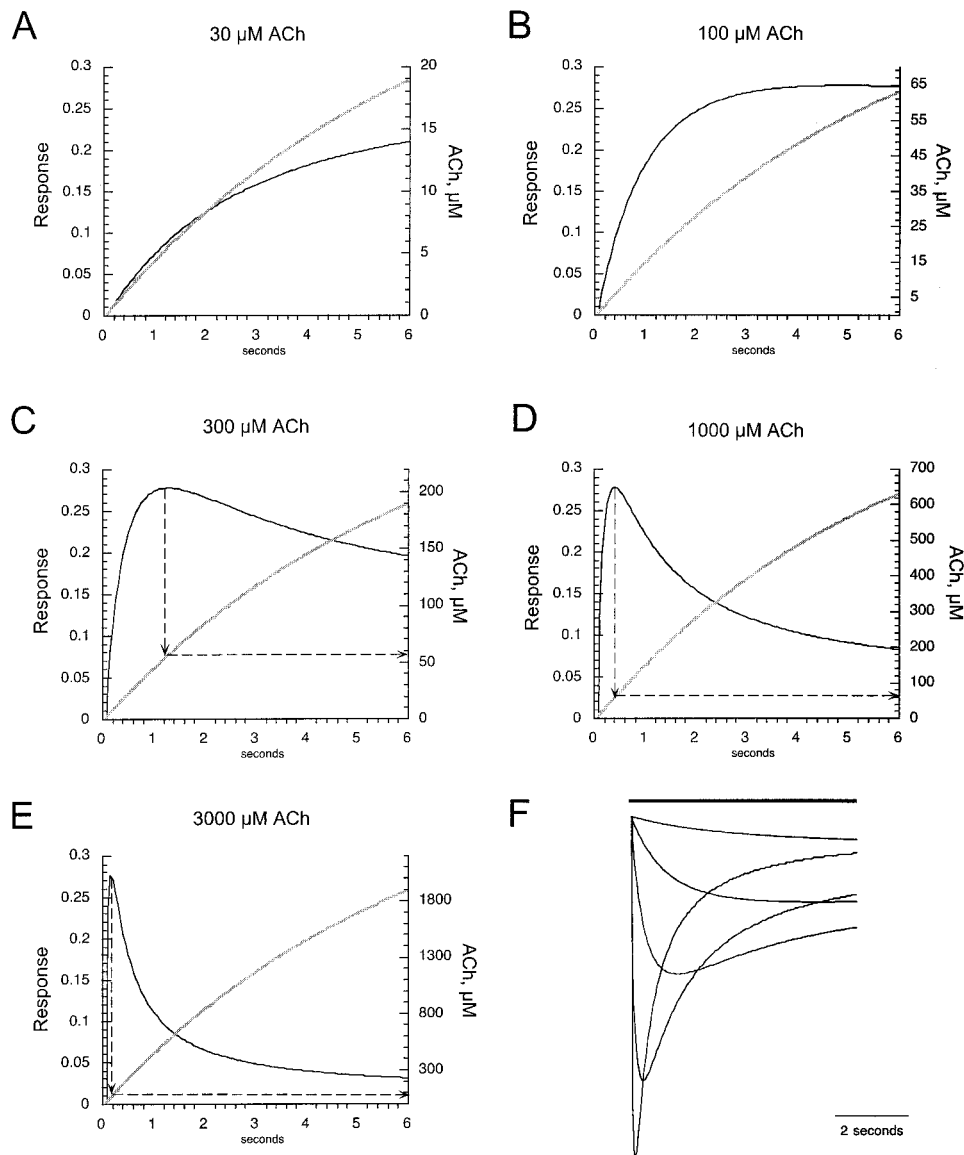 A
30 µM ACh
0.3
0.25
0.2
0.15
0.1
0.05
0
Response
20
15
10
5
0
ACh, µM
0 1 2 3 4 5 6
seconds
B
100 µM ACh
0.3
0.25
0.2
0.15
0.1
0.05
0
Response
65
55
45
35
25
15
5
ACh, µM
0 1 2 3 4 5 6
seconds
C
300 µM ACh
0.3
0.25
0.2
0.15
0.1
0.05
0
Response
200
150
100
50
0
ACh, µM
0 1 2 3 4 5 6
seconds
D
1000 µM ACh
0.3
0.25
0.2
0.15
0.1
0.05
0
Response
700
600
500
400
300
200
100
0
ACh, µM
0 1 2 3 4 5 6
seconds
E
3000 µM ACh
0.3
0.25
0.2
0.15
0.1
0.05
0
Response
1800
1300
800
300
ACh, µM
0 1 2 3 4 5 6
seconds
F
2 seconds